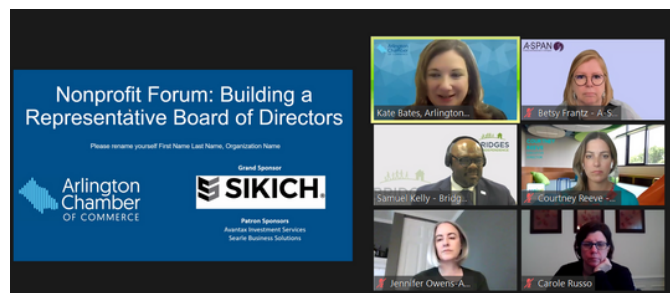 Nonprofit Forum: Building a
Representative Board of Directors
Please rename yourself First Name Last Name, Organization Name
Arlington
Chamber
OF COMMERCE
Grand Sponsor
SIKICH.
Patron Sponsors
Avantax Investment Services
Searle Business Solutions
Arlington
Chamber
Kate Bates, Arlington...
A-SPAN
Betsy Frantz - A-S...
BRIDGES
Samuel Kelly - Bridg...
Courtney Reeve -...
Jennifer Owens-A...
Carole Russo